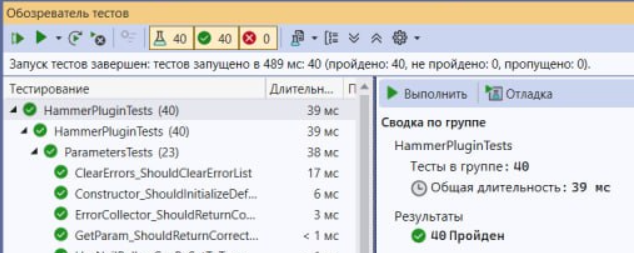 Обозреватель тестов
40 40 0
Запуск тестов завершен: тестов запущено в 489 мс: 40 (пройдено: 40, не пройдено: 0, пропущено: 0).
Тестирование Длительн... П
HammerPluginTests (40) 39 мс
HammerPluginTests (40) 39 мс
ParametersTests (23) 38 мс
ClearErrors_ShouldClearErrorList 17 мс
Constructor_ShouldInitializeDef... 6 мс
ErrorCollector_ShouldReturnCo... 3 мс
GetParam_ShouldReturnCorrect... < 1 мс
Выполнить Отладка
Сводка по группе
HammerPluginTests
Тесты в группе: 40
Общая длительность: 39 мс
Результаты
40 Пройден